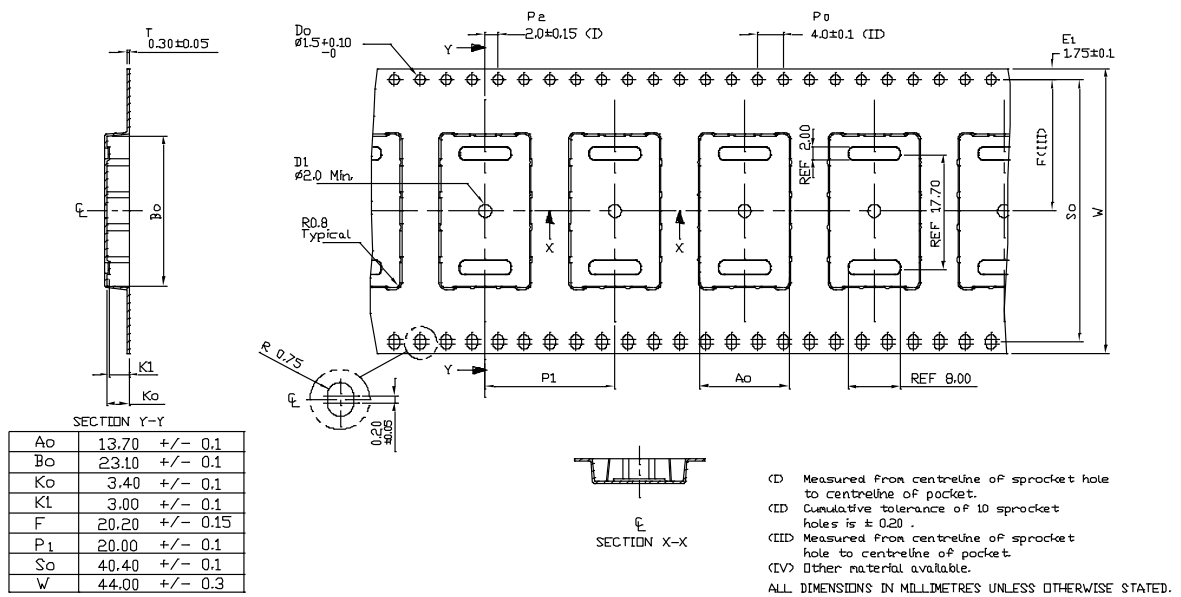 T
0.30±0.05
Do
Ø1.5+0.10
-0
Y
P2
2.0±0.15 (I)
Po
4.0±0.1 (II)
E1
1.75±0.1
D1
Ø2.0 Min.
R0.8
Typical
REF 2.00
REF 17.70
F(III)
So
W
℄
Bo
X
X
K1
Ko
SECTION Y-Y
R 0.75
℄
0.20
±0.05
Y
P1
Ao
REF 8.00
Ao 13.70 +/- 0.1
Bo 23.10 +/- 0.1
Ko 3.40 +/- 0.1
K1 3.00 +/- 0.1
F 20.20 +/- 0.15
P1 20.00 +/- 0.1
So 40.40 +/- 0.1
W 44.00 +/- 0.3
℄
SECTION X-X
(I) Measured from centreline of sprocket hole
to centreline of pocket.
(II) Cumulative tolerance of 10 sprocket
holes is ± 0.20 .
(III) Measured from centreline of sprocket
hole to centreline of pocket
(IV) Other material available.
ALL DIMENSIONS IN MILLIMETRES UNLESS OTHERWISE STATED.